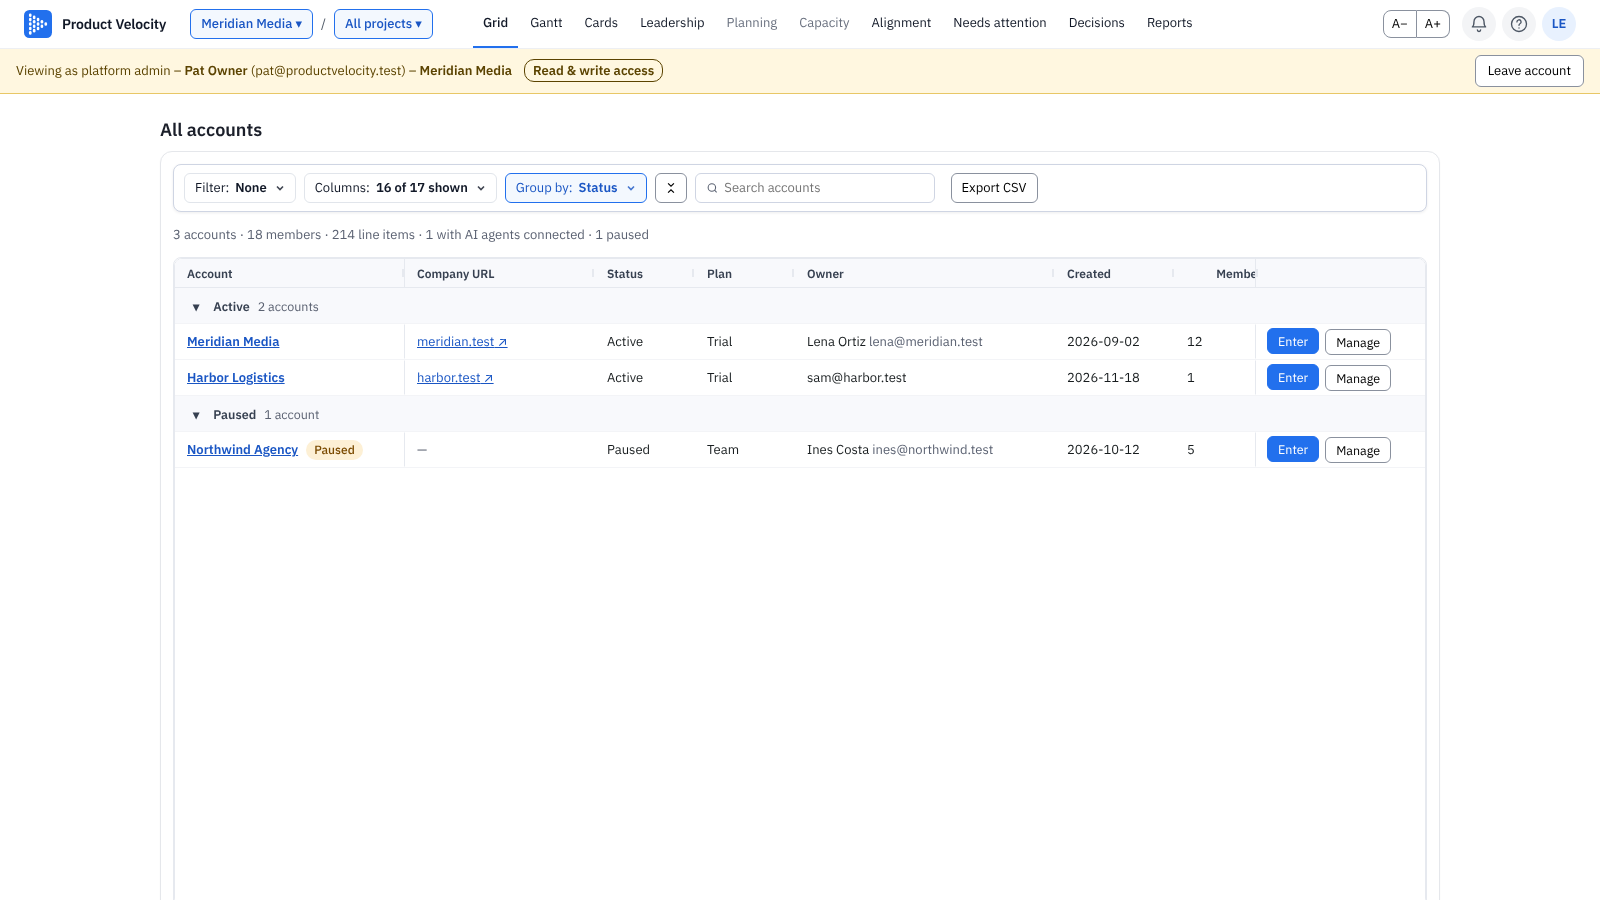 Product Velocity
Meridian Media ▾ / All projects ▾
Grid Gantt Cards Leadership Planning Capacity Alignment Needs attention Decisions Reports
A− A+ LE
Viewing as platform admin – Pat Owner (pat@productvelocity.test) – Meridian Media Read & write access Leave account
All accounts
Filter: None Columns: 16 of 17 shown Group by: Status Search accounts Export CSV
3 accounts · 18 members · 214 line items · 1 with AI agents connected · 1 paused
Account Company URL Status Plan Owner Created Membe
▼ Active 2 accounts
Meridian Media meridian.test ↗ Active Trial Lena Ortiz lena@meridian.test 2026-09-02 12 Enter Manage
Harbor Logistics harbor.test ↗ Active Trial sam@harbor.test 2026-11-18 1 Enter Manage
▼ Paused 1 account
Northwind Agency Paused — Paused Team Ines Costa ines@northwind.test 2026-10-12 5 Enter Manage